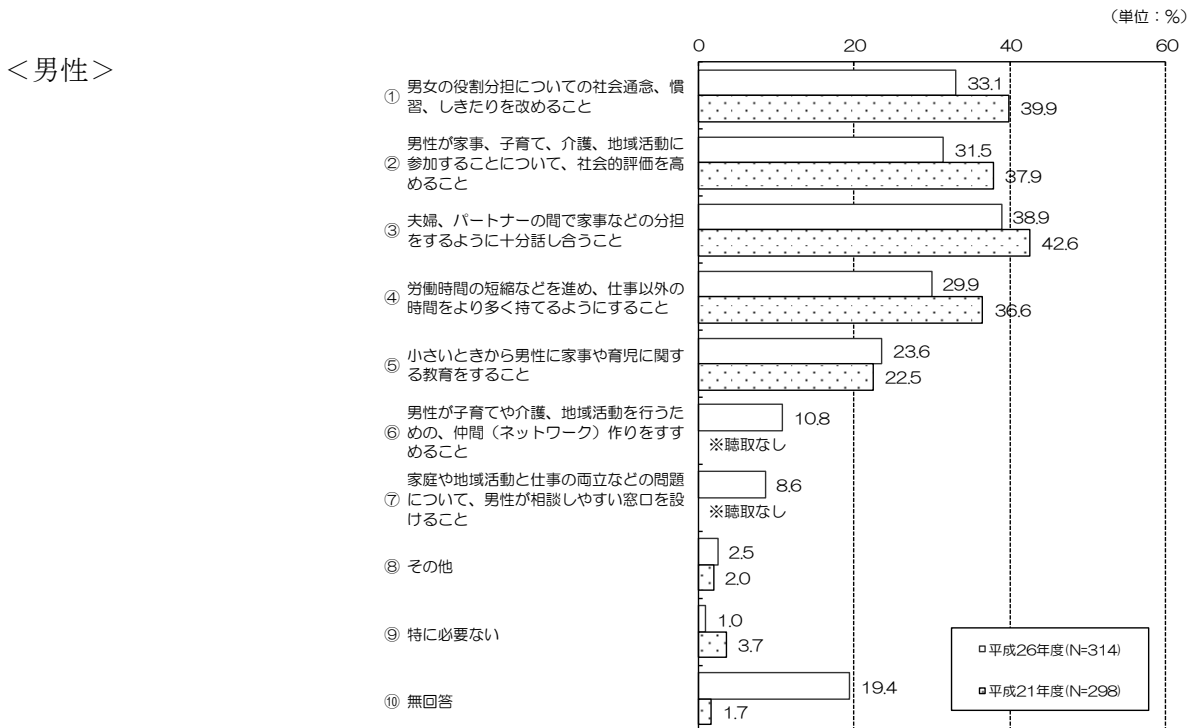 （単位：％）
＜男性＞
0 20 40 60
① 男女の役割分担についての社会通念、慣
習、しきたりを改めること
33.1
39.9
② 男性が家事、子育て、介護、地域活動に
参加することについて、社会的評価を高
めること
31.5
37.9
③ 夫婦、パートナーの間で家事などの分担
をするように十分話し合うこと
38.9
42.6
④ 労働時間の短縮などを進め、仕事以外の
時間をより多く持てるようにすること
29.9
36.6
⑤ 小さいときから男性に家事や育児に関す
る教育をすること
23.6
22.5
⑥ 男性が子育てや介護、地域活動を行うた
めの、仲間（ネットワーク）作りをすす
めること
10.8
※聴取なし
⑦ 家庭や地域活動と仕事の両立などの問題
について、男性が相談しやすい窓口を設
けること
8.6
※聴取なし
⑧ その他
2.5
2.0
⑨ 特に必要ない
1.0
3.7
⑩ 無回答
19.4
1.7
平成26年度(N=314)
平成21年度(N=298)